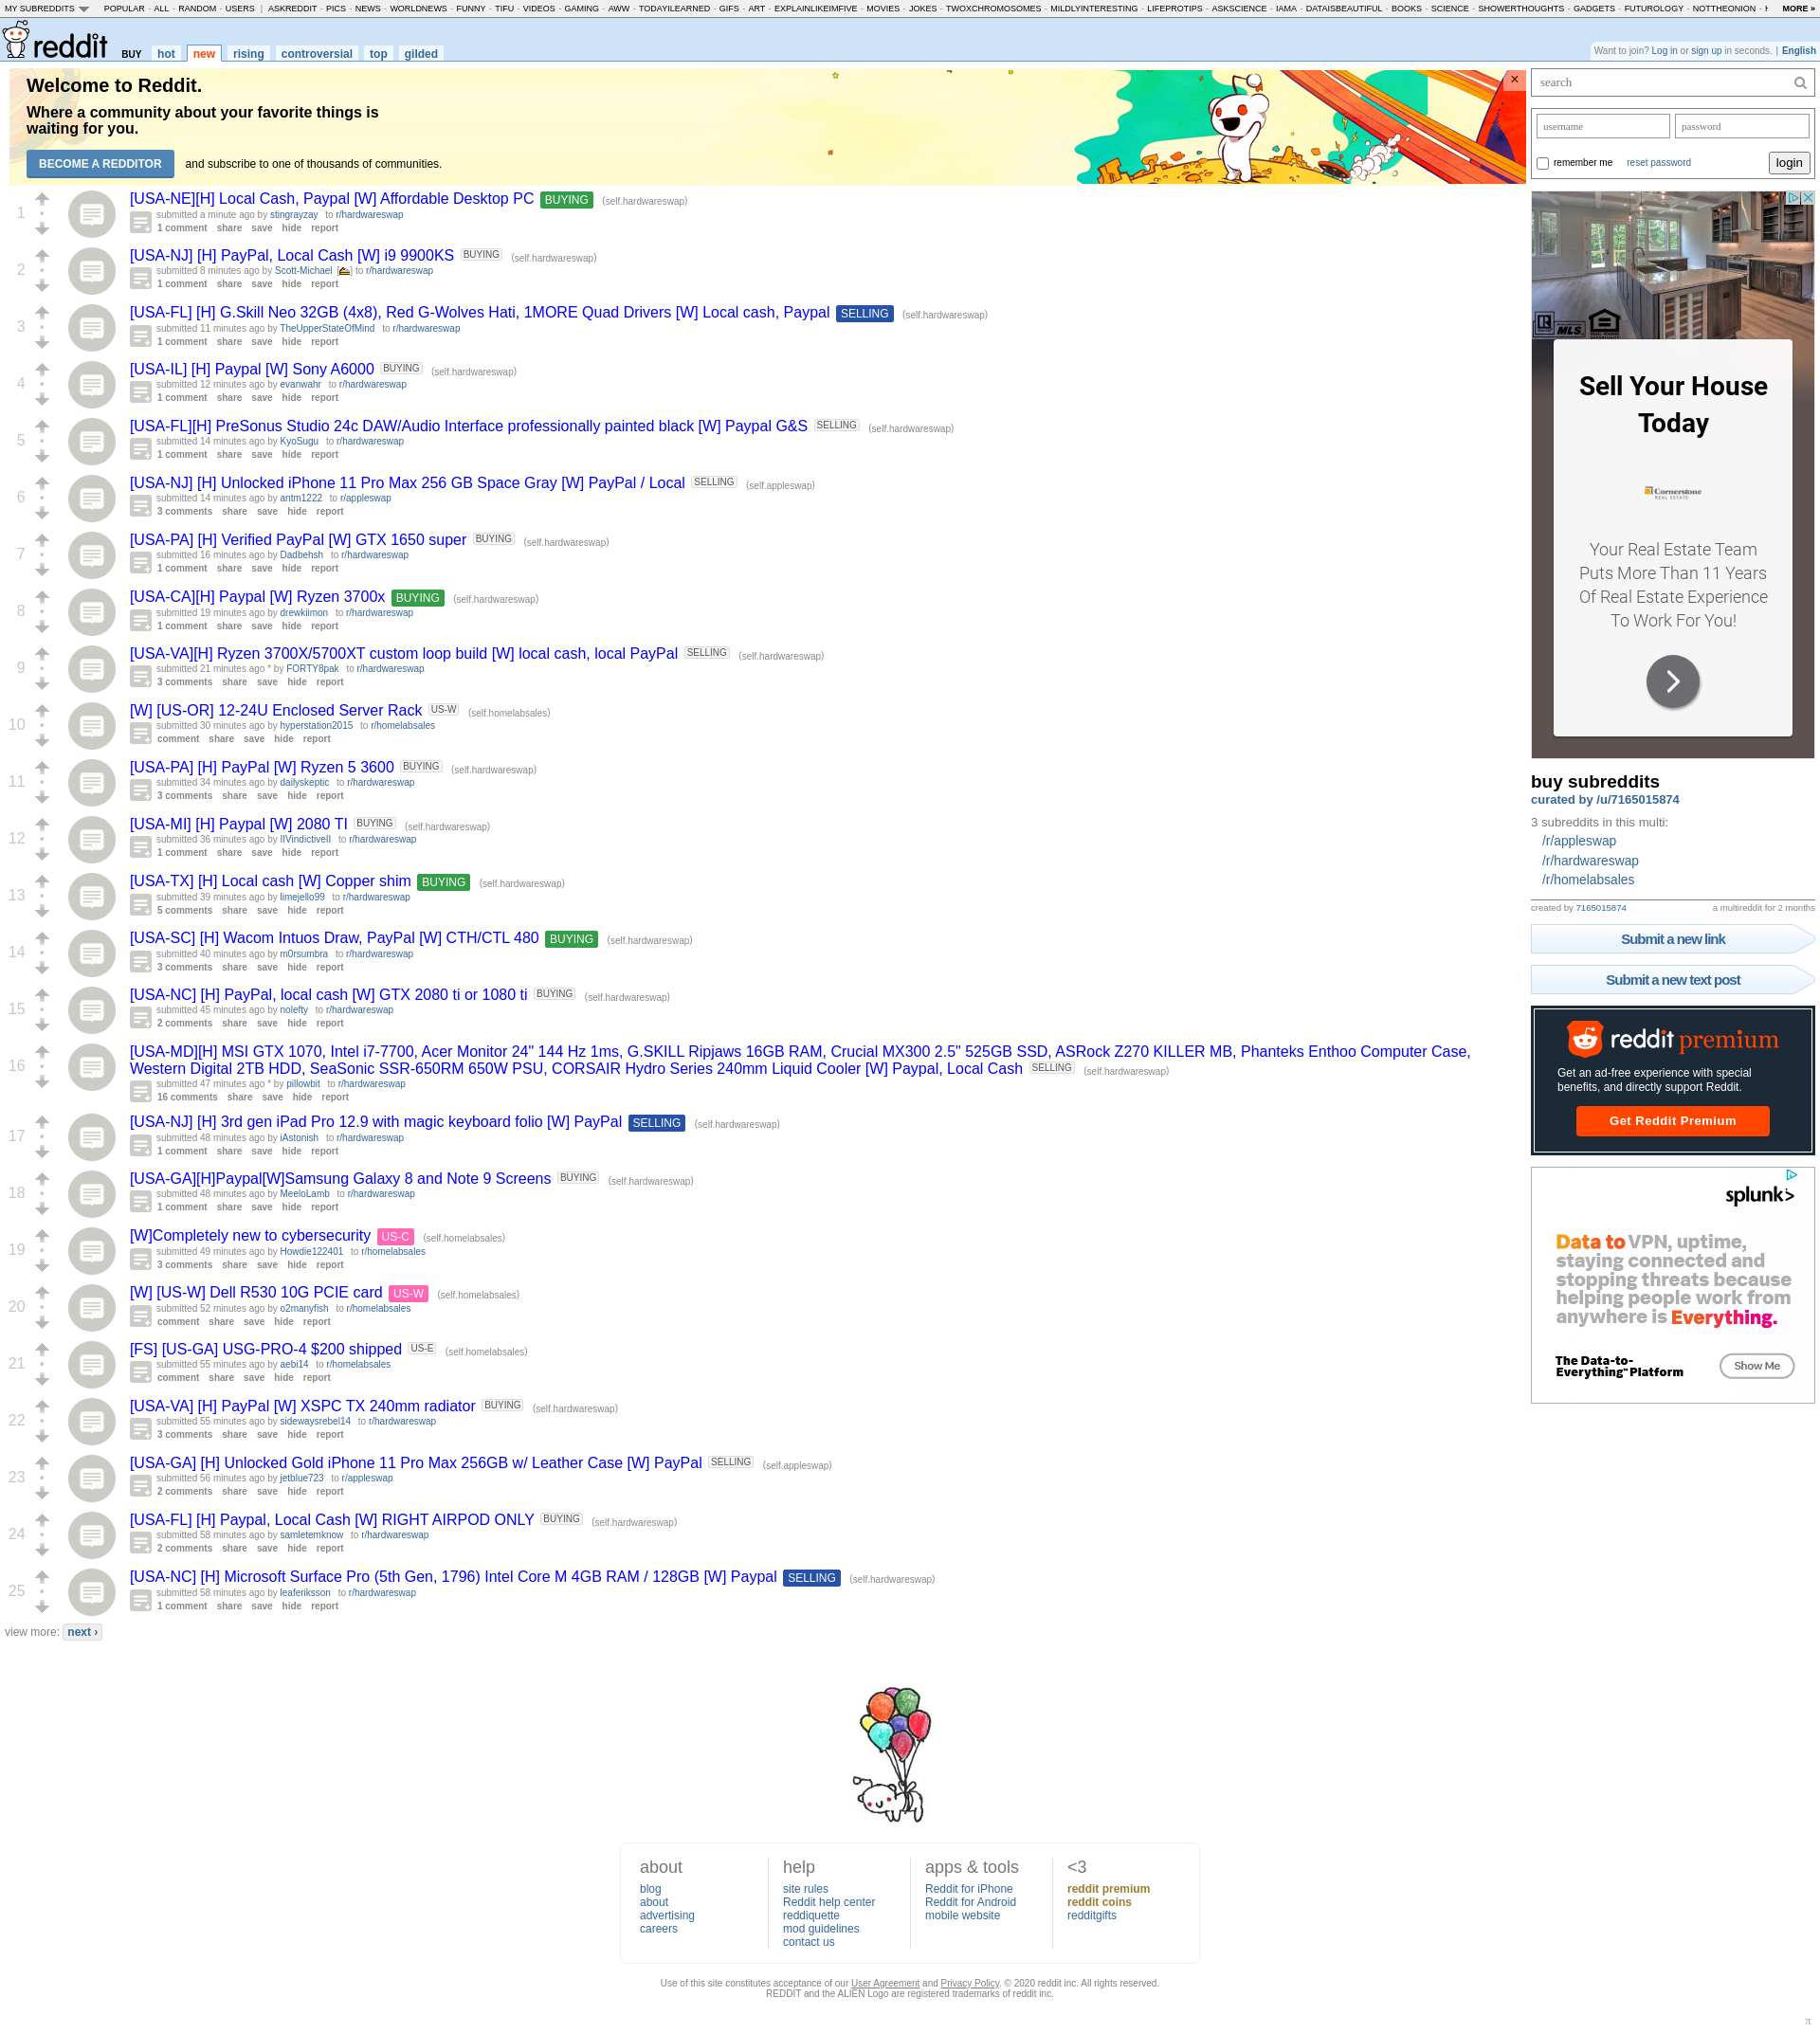 MY SUBREDDITS POPULAR - ALL - RANDOM - USERS | ASKREDDIT - PICS - NEWS - WORLDNEWS - FUNNY - TIFU - VIDEOS - GAMING - AWW - TODAYILEARNED - GIFS - ART - EXPLAINLIKEIMFIVE - MOVIES - JOKES - TWOXCHROMOSOMES - MILDLYINTERESTING - LIFEPROTIPS - ASKSCIENCE - IAMA - DATAISBEAUTIFUL - BOOKS - SCIENCE - SHOWERTHOUGHTS - GADGETS - FUTUROLOGY - NOTTHEONION - MORE »
reddit BUY hot new rising controversial top gilded
Want to join? Log in or sign up in seconds. | English
Welcome to Reddit.
Where a community about your favorite things is
waiting for you.
BECOME A REDDITOR and subscribe to one of thousands of communities.
×
1
[USA-NE][H] Local Cash, Paypal [W] Affordable Desktop PC BUYING (self.hardwareswap)
submitted a minute ago by stingrayzay to r/hardwareswap
1 comment share save hide report
2
[USA-NJ] [H] PayPal, Local Cash [W] i9 9900KS BUYING (self.hardwareswap)
submitted 8 minutes ago by Scott-Michael [] to r/hardwareswap
1 comment share save hide report
3
[USA-FL] [H] G.Skill Neo 32GB (4x8), Red G-Wolves Hati, 1MORE Quad Drivers [W] Local cash, Paypal SELLING (self.hardwareswap)
submitted 11 minutes ago by TheUpperStateOfMind to r/hardwareswap
1 comment share save hide report
4
[USA-IL] [H] Paypal [W] Sony A6000 BUYING (self.hardwareswap)
submitted 12 minutes ago by evanwahr to r/hardwareswap
1 comment share save hide report
5
[USA-FL][H] PreSonus Studio 24c DAW/Audio Interface professionally painted black [W] Paypal G&S SELLING (self.hardwareswap)
submitted 14 minutes ago by KyoSugu to r/hardwareswap
1 comment share save hide report
6
[USA-NJ] [H] Unlocked iPhone 11 Pro Max 256 GB Space Gray [W] PayPal / Local SELLING (self.appleswap)
submitted 14 minutes ago by antm1222 to r/appleswap
3 comments share save hide report
7
[USA-PA] [H] Verified PayPal [W] GTX 1650 super BUYING (self.hardwareswap)
submitted 16 minutes ago by Dadbehsh to r/hardwareswap
1 comment share save hide report
8
[USA-CA][H] Paypal [W] Ryzen 3700x BUYING (self.hardwareswap)
submitted 19 minutes ago by drewkiimon to r/hardwareswap
1 comment share save hide report
9
[USA-VA][H] Ryzen 3700X/5700XT custom loop build [W] local cash, local PayPal SELLING (self.hardwareswap)
submitted 21 minutes ago * by FORTY8pak to r/hardwareswap
3 comments share save hide report
10
[W] [US-OR] 12-24U Enclosed Server Rack US-W (self.homelabsales)
submitted 30 minutes ago by hyperstation2015 to r/homelabsales
comment share save hide report
11
[USA-PA] [H] PayPal [W] Ryzen 5 3600 BUYING (self.hardwareswap)
submitted 34 minutes ago by dailyskeptic to r/hardwareswap
3 comments share save hide report
12
[USA-MI] [H] Paypal [W] 2080 TI BUYING (self.hardwareswap)
submitted 36 minutes ago by IIVindictiveII to r/hardwareswap
1 comment share save hide report
13
[USA-TX] [H] Local cash [W] Copper shim BUYING (self.hardwareswap)
submitted 39 minutes ago by limejello99 to r/hardwareswap
5 comments share save hide report
14
[USA-SC] [H] Wacom Intuos Draw, PayPal [W] CTH/CTL 480 BUYING (self.hardwareswap)
submitted 40 minutes ago by m0rsumbra to r/hardwareswap
3 comments share save hide report
15
[USA-NC] [H] PayPal, local cash [W] GTX 2080 ti or 1080 ti BUYING (self.hardwareswap)
submitted 45 minutes ago by nolefty to r/hardwareswap
2 comments share save hide report
16
[USA-MD][H] MSI GTX 1070, Intel i7-7700, Acer Monitor 24" 144 Hz 1ms, G.SKILL Ripjaws 16GB RAM, Crucial MX300 2.5" 525GB SSD, ASRock Z270 KILLER MB, Phanteks Enthoo Computer Case,
Western Digital 2TB HDD, SeaSonic SSR-650RM 650W PSU, CORSAIR Hydro Series 240mm Liquid Cooler [W] Paypal, Local Cash SELLING (self.hardwareswap)
submitted 47 minutes ago * by pillowbit to r/hardwareswap
16 comments share save hide report
17
[USA-NJ] [H] 3rd gen iPad Pro 12.9 with magic keyboard folio [W] PayPal SELLING (self.hardwareswap)
submitted 48 minutes ago by iAstonish to r/hardwareswap
1 comment share save hide report
18
[USA-GA][H]Paypal[W]Samsung Galaxy 8 and Note 9 Screens BUYING (self.hardwareswap)
submitted 48 minutes ago by MeeloLamb to r/hardwareswap
1 comment share save hide report
19
[W]Completely new to cybersecurity US-C (self.homelabsales)
submitted 49 minutes ago by Howdie122401 to r/homelabsales
3 comments share save hide report
20
[W] [US-W] Dell R530 10G PCIE card US-W (self.homelabsales)
submitted 52 minutes ago by o2manyfish to r/homelabsales
comment share save hide report
21
[FS] [US-GA] USG-PRO-4 $200 shipped US-E (self.homelabsales)
submitted 55 minutes ago by aebi14 to r/homelabsales
comment share save hide report
22
[USA-VA] [H] PayPal [W] XSPC TX 240mm radiator BUYING (self.hardwareswap)
submitted 55 minutes ago by sidewaysrebel14 to r/hardwareswap
3 comments share save hide report
23
[USA-GA] [H] Unlocked Gold iPhone 11 Pro Max 256GB w/ Leather Case [W] PayPal SELLING (self.appleswap)
submitted 56 minutes ago by jetblue723 to r/appleswap
2 comments share save hide report
24
[USA-FL] [H] Paypal, Local Cash [W] RIGHT AIRPOD ONLY BUYING (self.hardwareswap)
submitted 58 minutes ago by samletemknow to r/hardwareswap
2 comments share save hide report
25
[USA-NC] [H] Microsoft Surface Pro (5th Gen, 1796) Intel Core M 4GB RAM / 128GB [W] Paypal SELLING (self.hardwareswap)
submitted 58 minutes ago by leaferiksson to r/hardwareswap
1 comment share save hide report
view more: next ›
search
username password
remember me reset password login
R MLS.
Sell Your House
Today
Cornerstone
REAL ESTATE
Your Real Estate Team
Puts More Than 11 Years
Of Real Estate Experience
To Work For You!
buy subreddits
curated by /u/7165015874
3 subreddits in this multi:
/r/appleswap
/r/hardwareswap
/r/homelabsales
created by 7165015874 a multireddit for 2 months
Submit a new link
Submit a new text post
reddit premium
Get an ad-free experience with special
benefits, and directly support Reddit.
Get Reddit Premium
splunk>
Data to VPN, uptime,
staying connected and
stopping threats because
helping people work from
anywhere is Everything.
The Data-to-
Everything™ Platform
Show Me
about
blog
about
advertising
careers
help
site rules
Reddit help center
reddiquette
mod guidelines
contact us
apps & tools
Reddit for iPhone
Reddit for Android
mobile website
<3
reddit premium
reddit coins
redditgifts
Use of this site constitutes acceptance of our User Agreement and Privacy Policy. © 2020 reddit inc. All rights reserved.
REDDIT and the ALIEN Logo are registered trademarks of reddit inc.
π